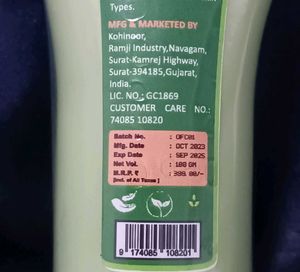 Types.
MFG & MARKETED BY
Kohinoor,
Ramji Industry,Navagam,
Surat-Kamrej Highway,
Surat-394185,Gujarat,
India.
LIC. NO.: GC1869
CUSTOMER CARE NO.:
74085 10820
Batch No. : OFC01
Mfg. Date : OCT 2023
Exp Date : SEP 2025
Net Vol. : 100 GM
M.R.P. ₹ : 399.00/-
[Incl. of All Taxes]
9 174085 108201